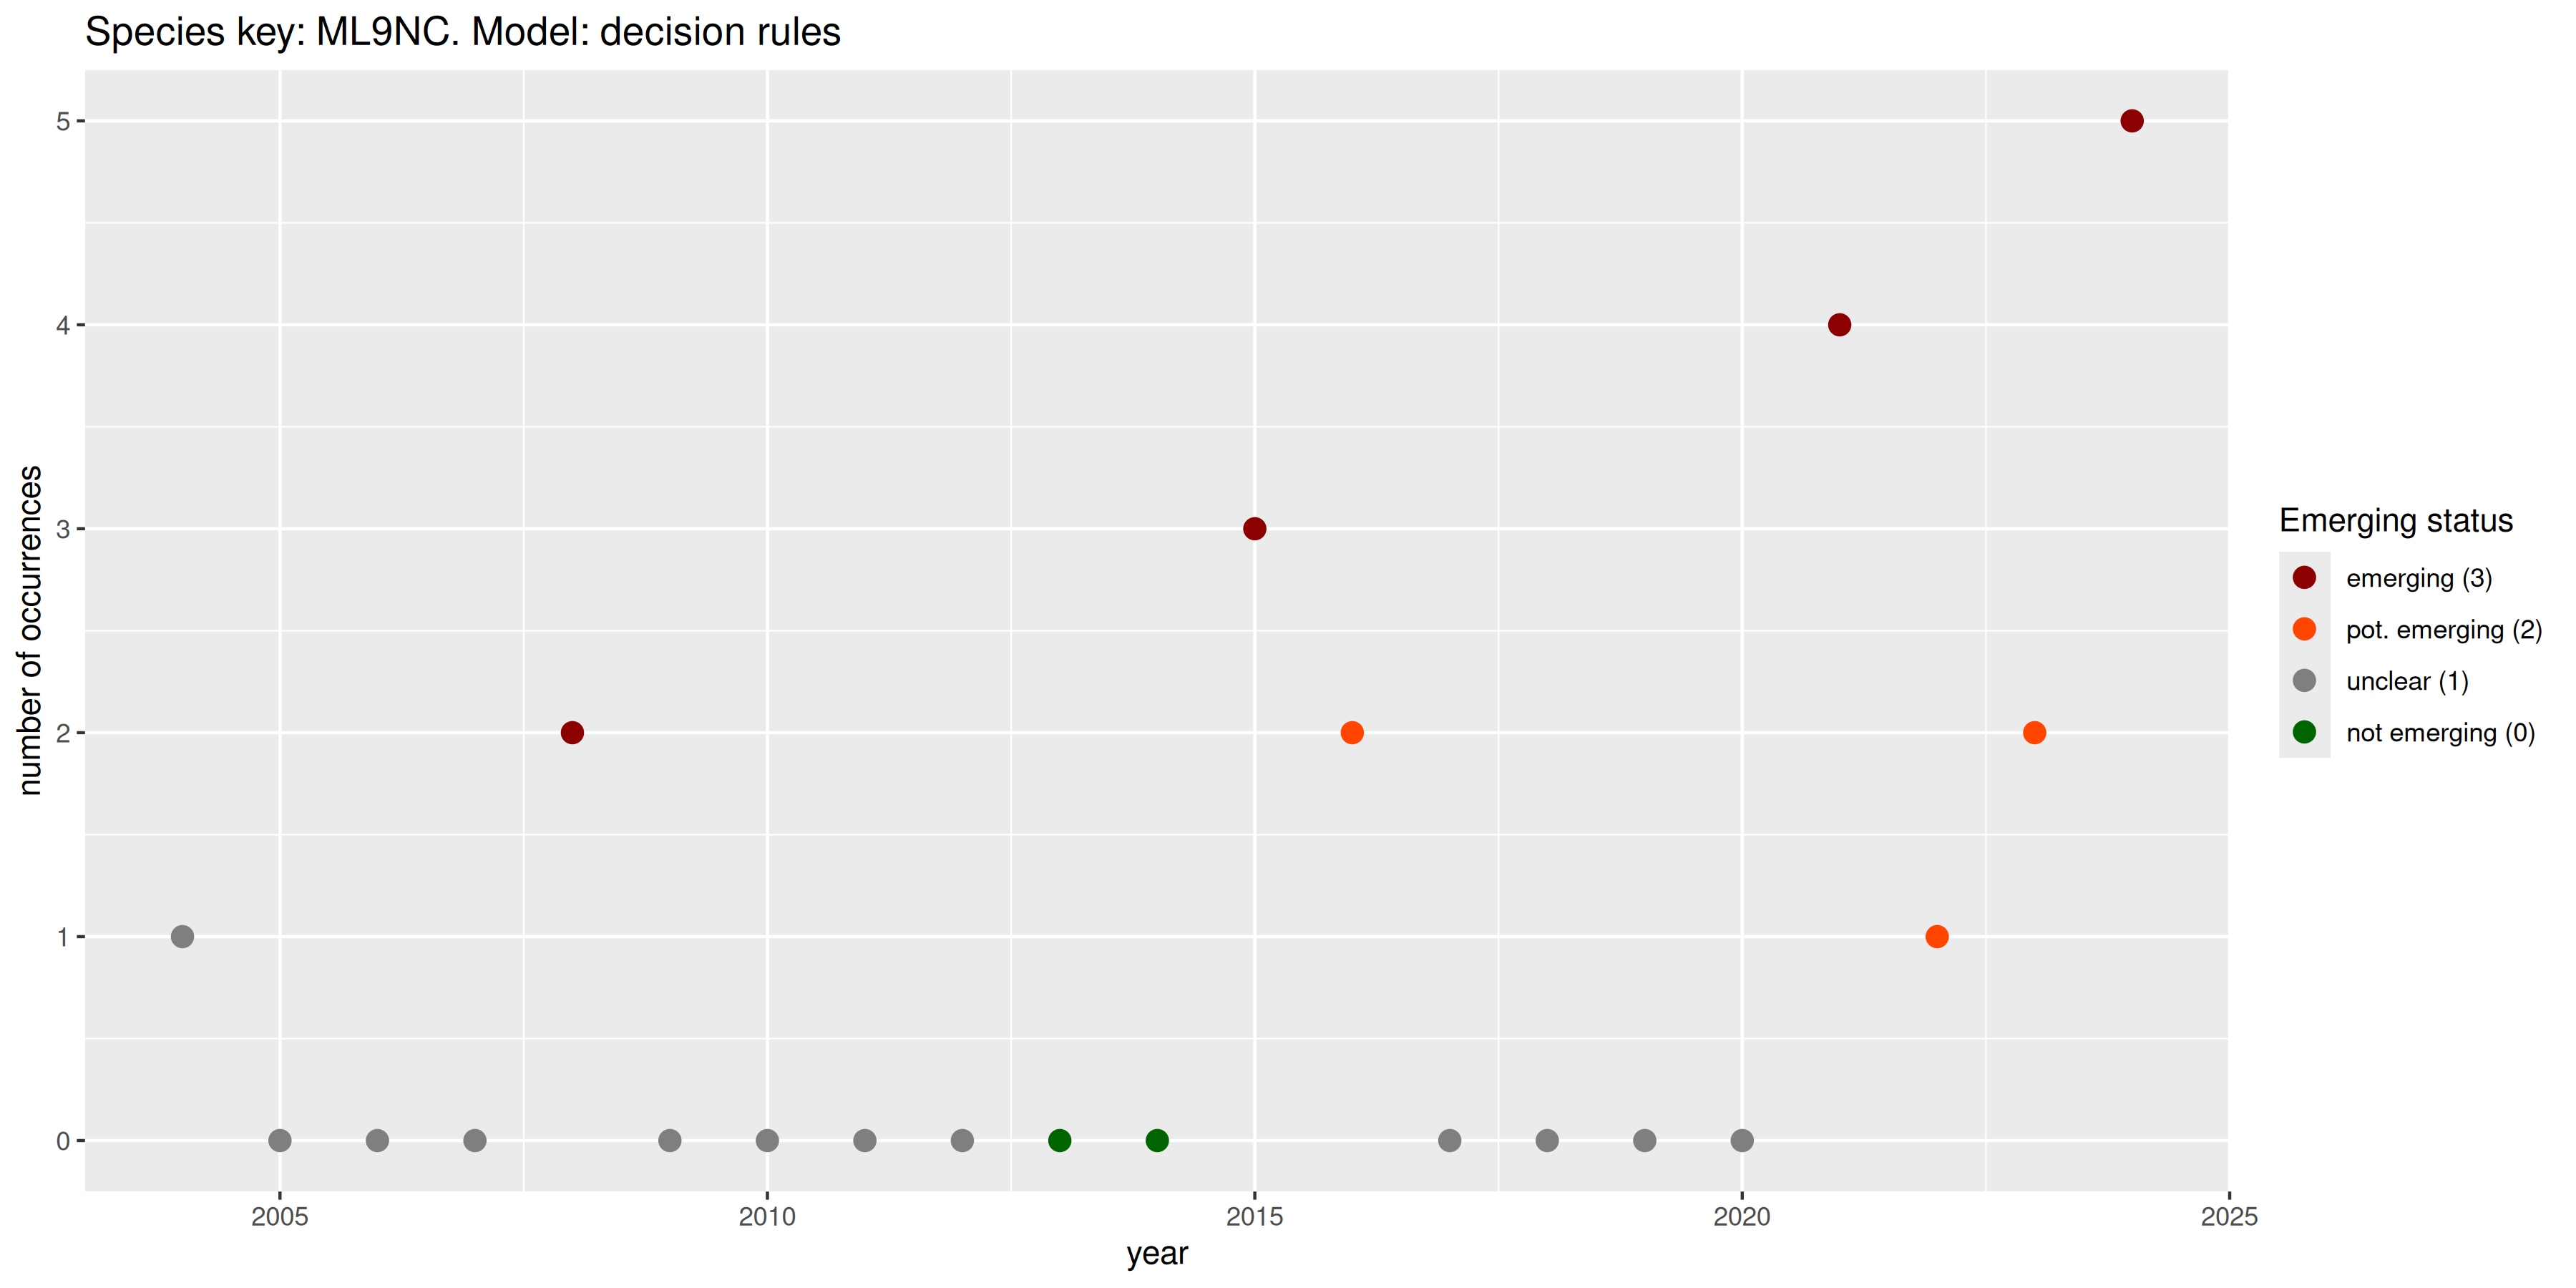 Species key: ML9NC. Model: decision rules
number of occurrences
5
4
3
2
1
0
2005 2010 2015 2020 2025
year
Emerging status
emerging (3)
pot. emerging (2)
unclear (1)
not emerging (0)